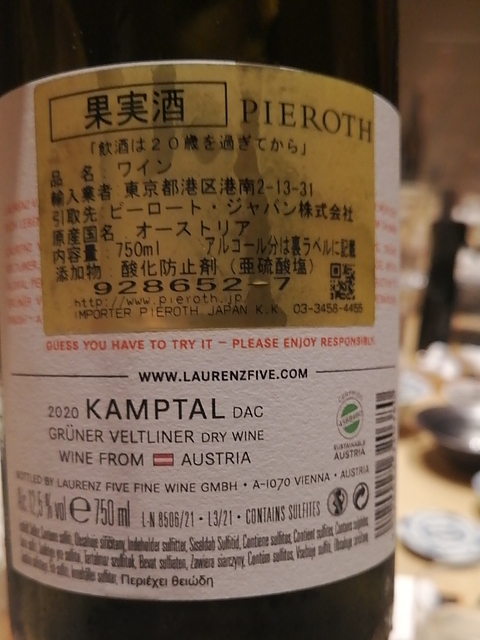 果実酒 PIEROTH
「飲酒は20歳を過ぎてから」
品 名: ワイン
輸入業者: 東京都港区港南2-13-31
引取先: ピーロート・ジャパン株式会社
原産国名: オーストリア
内容量: 750ml アルコール分は裏ラベルに記載
添加物: 酸化防止剤 (亜硫酸塩)
928652-7
http://www.pieroth.jp/
IMPORTER PIEROTH JAPAN K.K. 03-3458-4455
GUESS YOU HAVE TO TRY IT – PLEASE ENJOY RESPONSIBLY.
WWW.LAURENZFIVE.COM
2020 KAMPTAL DAC
GRÜNER VELTLINER DRY WINE
WINE FROM AUSTRIA
CERTIFIED
SUSTAINABLE
AUSTRIA
BOTTLED BY LAURENZ FIVE FINE WINE GMBH • A-1070 VIENNA • AUSTRIA
Alc. 12,5 % vol e 750 ml L-N 8506/21 • L3/21 • CONTAINS SULFITES
Περιέχει θειώδη